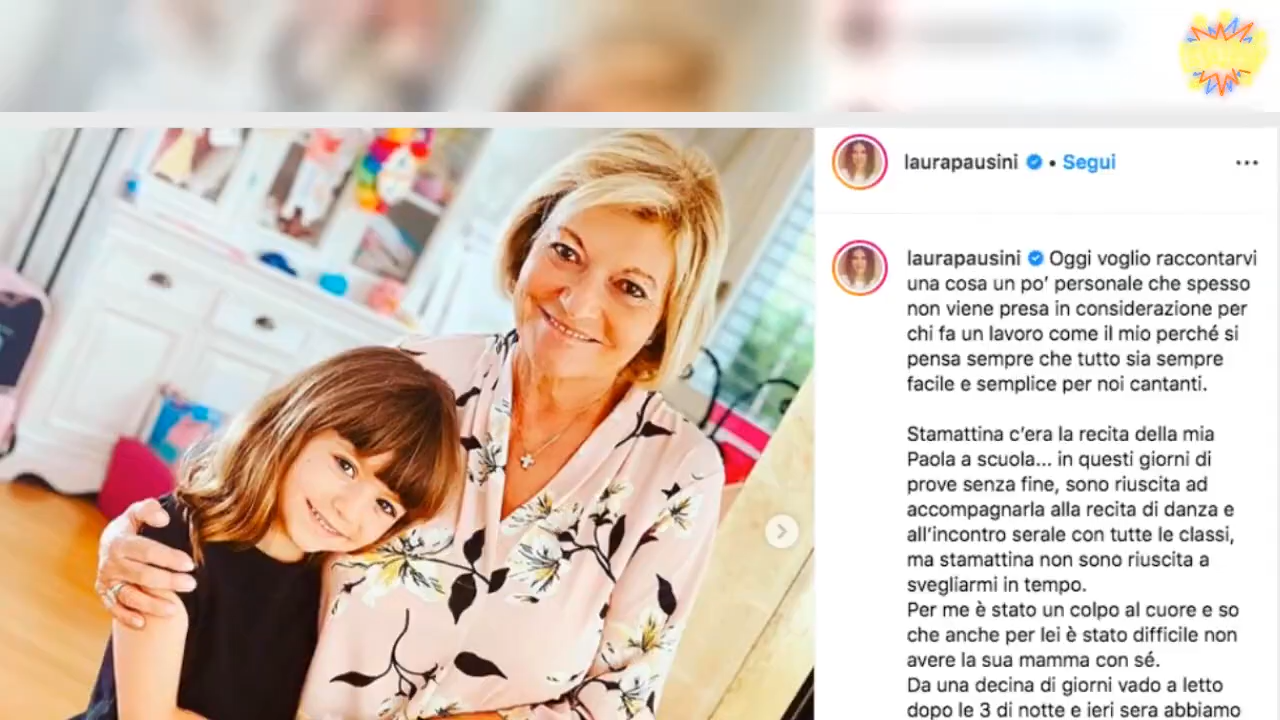 laurapausini • Segui
laurapausini Oggi voglio raccontarvi
una cosa un po’ personale che spesso
non viene presa in considerazione per
chi fa un lavoro come il mio perché si
pensa sempre che tutto sia sempre
facile e semplice per noi cantanti.
Stamattina c’era la recita della mia
Paola a scuola... in questi giorni di
prove senza fine, sono riuscita ad
accompagnarla alla recita di danza e
all’incontro serale con tutte le classi,
ma stamattina non sono riuscita a
svegliarmi in tempo.
Per me è stato un colpo al cuore e so
che anche per lei è stato difficile non
avere la sua mamma con sé.
Da una decina di giorni vado a letto
dopo le 3 di notte e ieri sera abbiamo